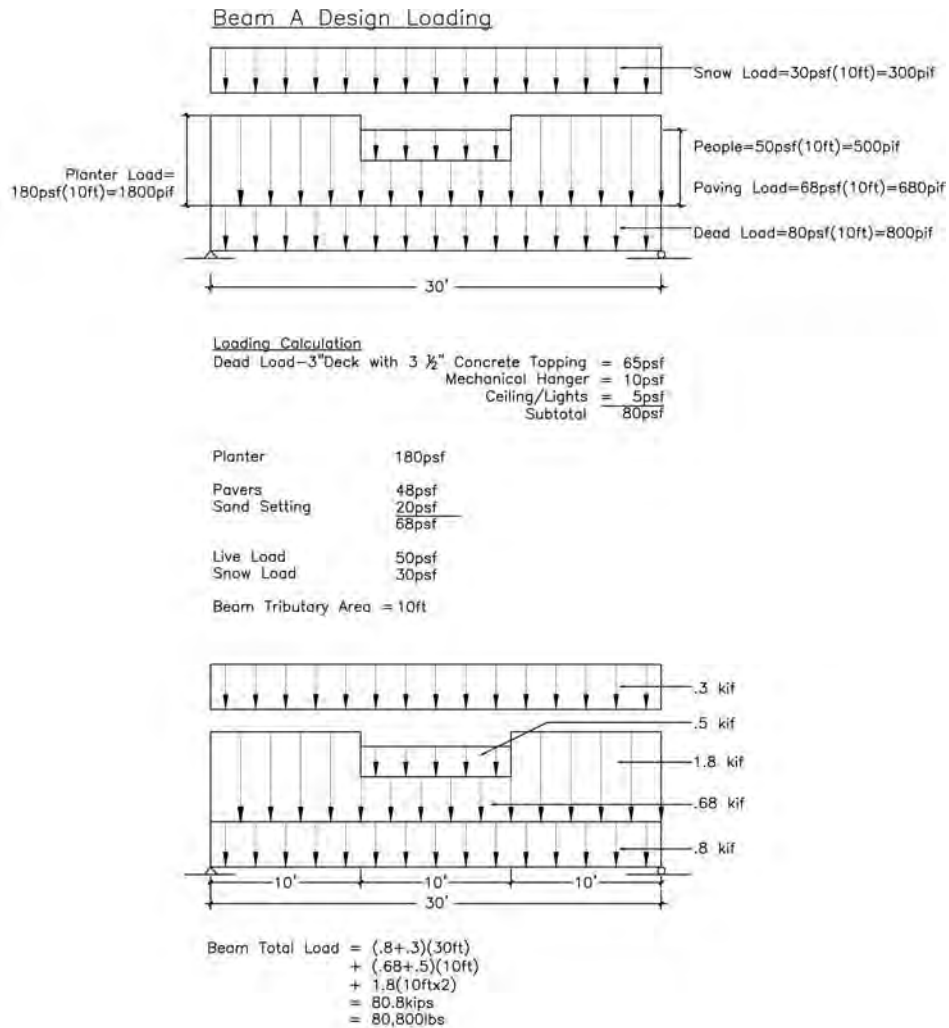 Beam A Design Loading
Snow Load=30psf(10ft)=300pif
People=50psf(10ft)=500pif
Planter Load=
180psf(10ft)=1800pif
Paving Load=68psf(10ft)=680pif
Dead Load=80psf(10ft)=800pif
30'
Loading Calculation
Dead Load-3"Deck with 3 ½" Concrete Topping = 65psf
Mechanical Hanger = 10psf
Ceiling/Lights = 5psf
Subtotal 80psf
Planter 180psf
Pavers 48psf
Sand Setting 20psf
68psf
Live Load 50psf
Snow Load 30psf
Beam Tributary Area = 10ft
.3 kif
.5 kif
1.8 kif
.68 kif
.8 kif
10' 10' 10'
30'
Beam Total Load = (.8+.3)(30ft)
+ (.68+.5)(10ft)
+ 1.8(10ftx2)
= 80.8kips
= 80,800lbs